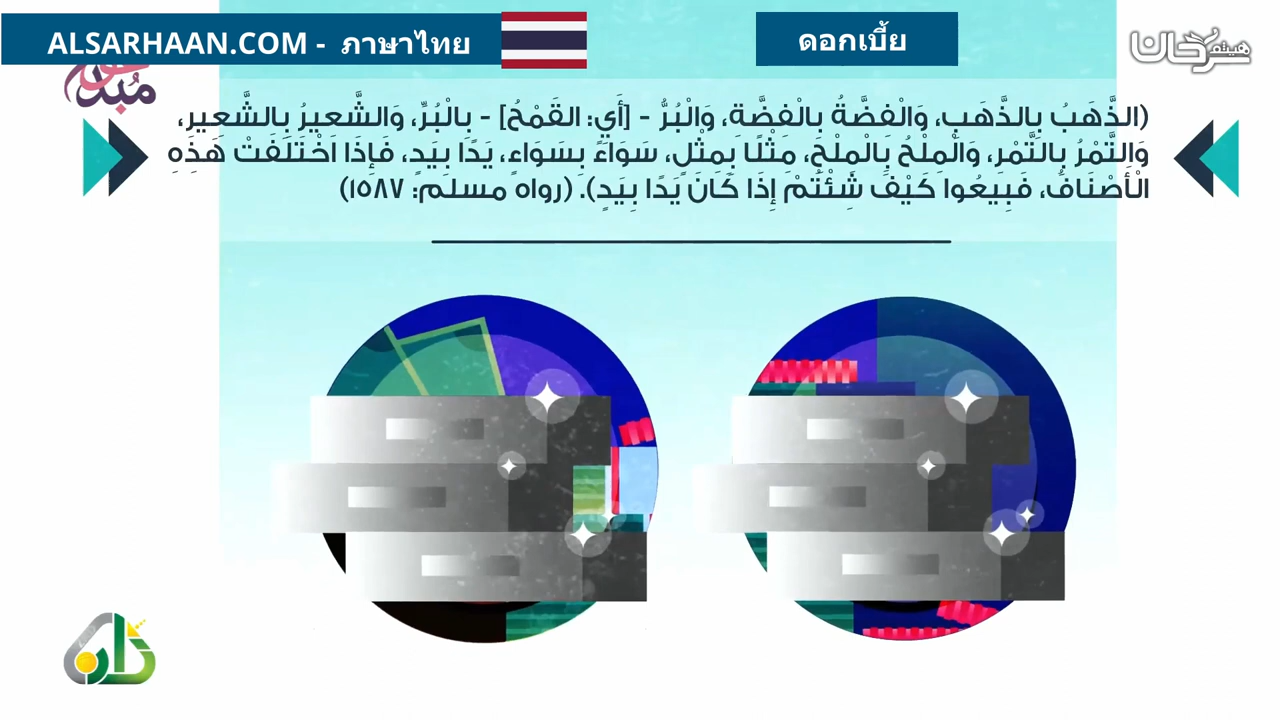 ALSARHAAN.COM - ภาษาไทย
ดอกเบี้ย
هيثم سرحان
(الذَّهَبُ بِالذَّهَبِ، وَالْفِضَّةُ بِالْفِضَّةِ، وَالْبُرُّ - [أَيِ: القَمْحُ] - بِالْبُرِّ، وَالشَّعِيرُ بِالشَّعِيرِ،
وَالتَّمْرُ بِالتَّمْرِ، وَالْمِلْحُ بِالْمِلْحِ، مِثْلًا بِمِثْلٍ، سَوَاءً بِسَوَاءٍ، يَدًا بِيَدٍ، فَإِذَا اخْتَلَفَتْ هَذِهِ
الْأَصْنَافُ، فَبِيعُوا كَيْفَ شِئْتُمْ إِذَا كَانَ يَدًا بِيَدٍ). (رواه مسلم: ١٥٨٧)